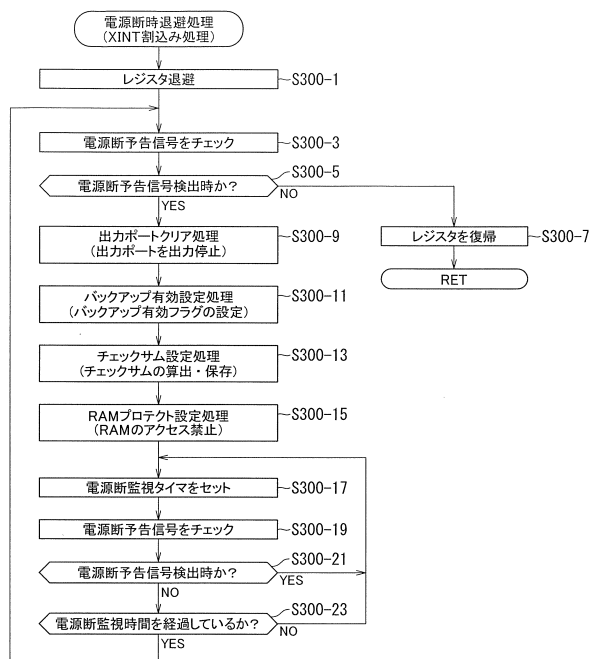 電源断時退避処理
(XINT割込み処理)
レジスタ退避
S300-1
電源断予告信号をチェック
S300-3
電源断予告信号検出時か?
S300-5
NO
YES
出力ポートクリア処理
(出力ポートを出力停止)
S300-9
レジスタを復帰
S300-7
RET
バックアップ有効設定処理
(バックアップ有効フラグの設定)
S300-11
チェックサム設定処理
(チェックサムの算出・保存)
S300-13
RAMプロテクト設定処理
(RAMのアクセス禁止)
S300-15
電源断監視タイマをセット
S300-17
電源断予告信号をチェック
S300-19
電源断予告信号検出時か?
S300-21
YES
NO
電源断監視時間を経過しているか?
S300-23
NO
YES